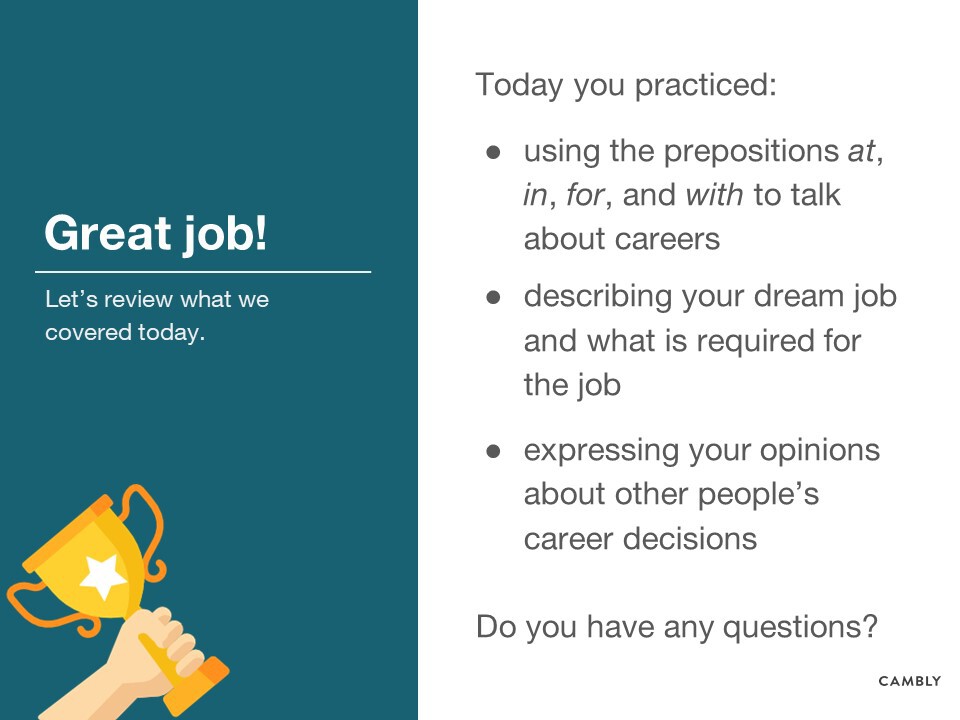 Great job!
Let’s review what we
covered today.
Today you practiced:
● using the prepositions at,
in, for, and with to talk
about careers
● describing your dream job
and what is required for
the job
● expressing your opinions
about other people’s
career decisions
Do you have any questions?
CAMBLY